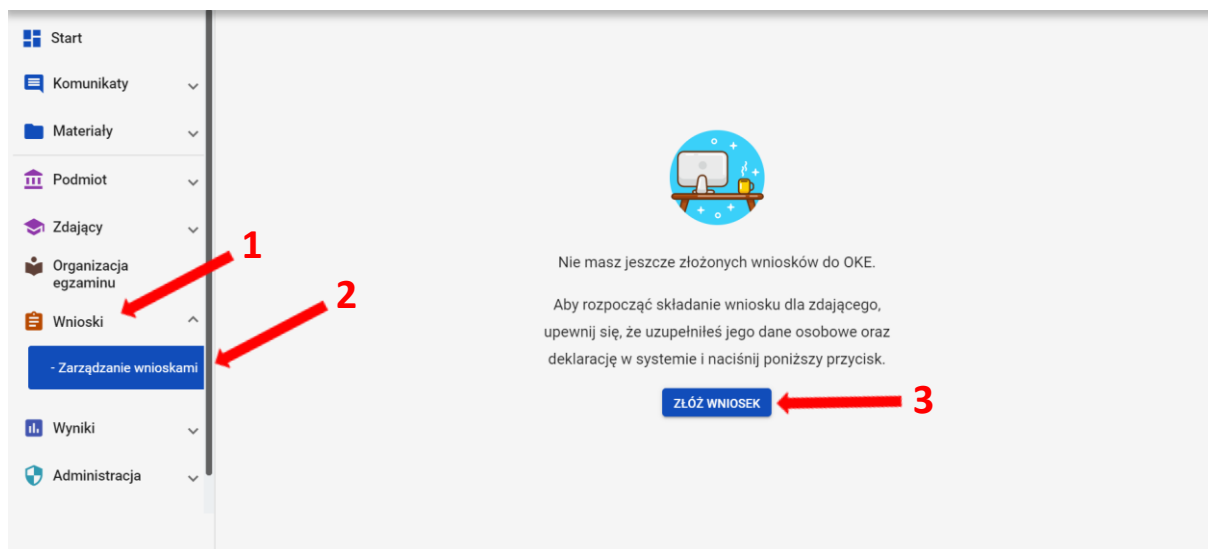 Start
Komunikaty
Materiały
Podmiot
Zdający
Organizacja
egzaminu
Wnioski
- Zarządzanie wnioskami
Wyniki
Administracja
1
2
Nie masz jeszcze złożonych wniosków do OKE.
Aby rozpocząć składanie wniosku dla zdającego,
upewnij się, że uzupełniłeś jego dane osobowe oraz
deklarację w systemie i naciśnij poniższy przycisk.
ZŁÓŻ WNIOSEK
3